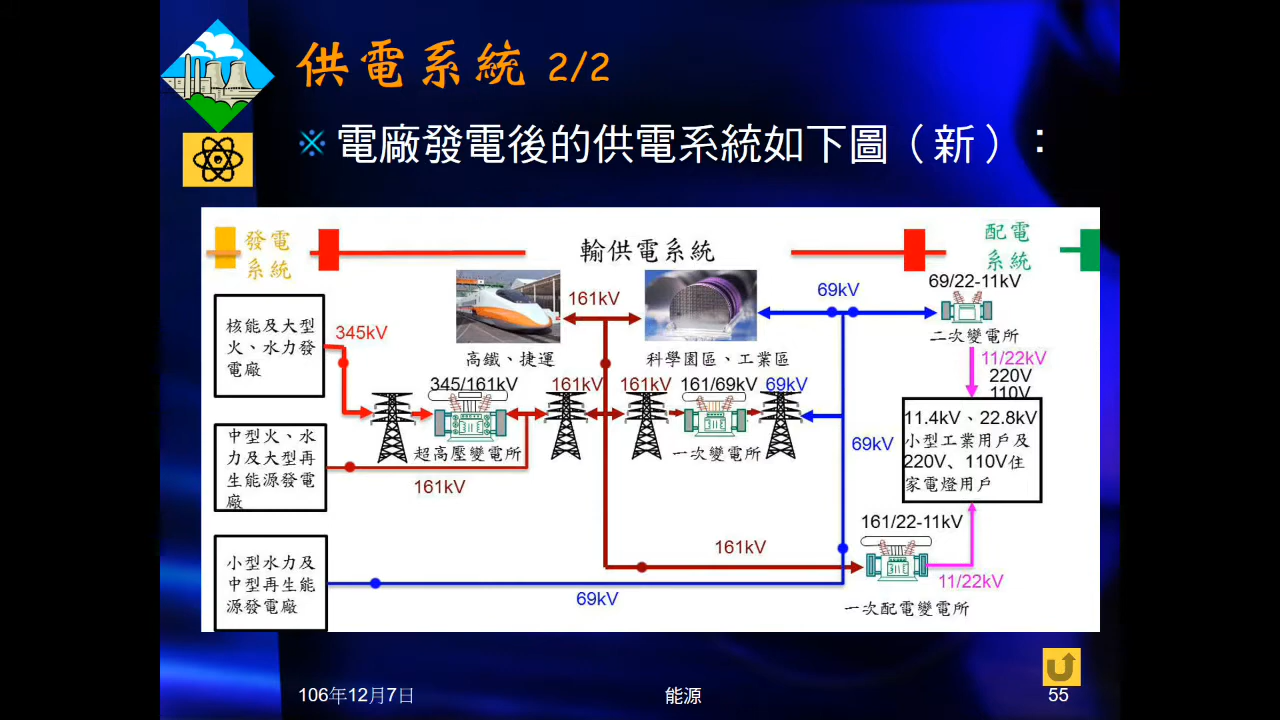 供電系統 2/2
※ 電廠發電後的供電系統如下圖（新）：
發電
系統
輸供電系統
配電
系統
核能及大型
火、水力發
電廠
345kV
中型火、水
力及大型再
生能源發電
廠
161kV
小型水力及
中型再生能
源發電廠
69kV
345/161kV
超高壓變電所
161kV
高鐵、捷運
161kV
科學園區、工業區
161kV
161/69kV
一次變電所
69kV
69kV
69kV
69/22-11kV
二次變電所
11/22kV
220V
110V
11.4kV、22.8kV
小型工業用戶及
220V、110V住
家電燈用戶
161kV
161/22-11kV
11/22kV
一次配電變電所
106年12月7日
能源
55